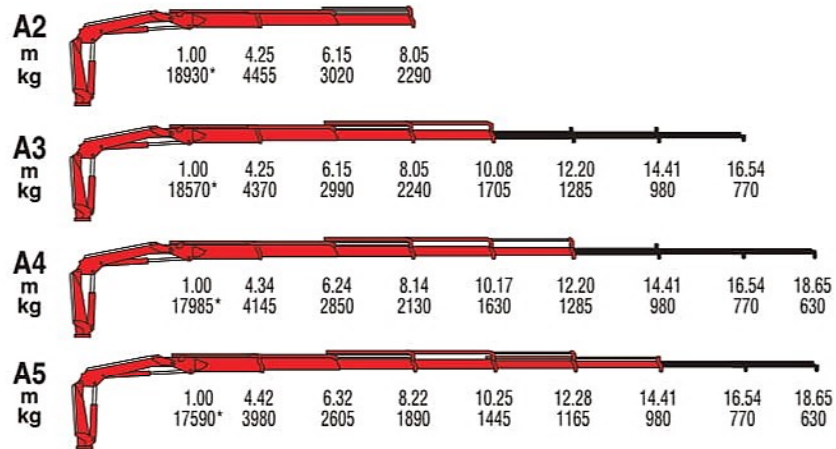 A2
m 1.00 4.25 6.15 8.05
kg 18930* 4455 3020 2290
A3
m 1.00 4.25 6.15 8.05 10.08 12.20 14.41 16.54
kg 18570* 4370 2990 2240 1705 1285 980 770
A4
m 1.00 4.34 6.24 8.14 10.17 12.20 14.41 16.54 18.65
kg 17985* 4145 2850 2130 1630 1285 980 770 630
A5
m 1.00 4.42 6.32 8.22 10.25 12.28 14.41 16.54 18.65
kg 17590* 3980 2605 1890 1445 1165 980 770 630